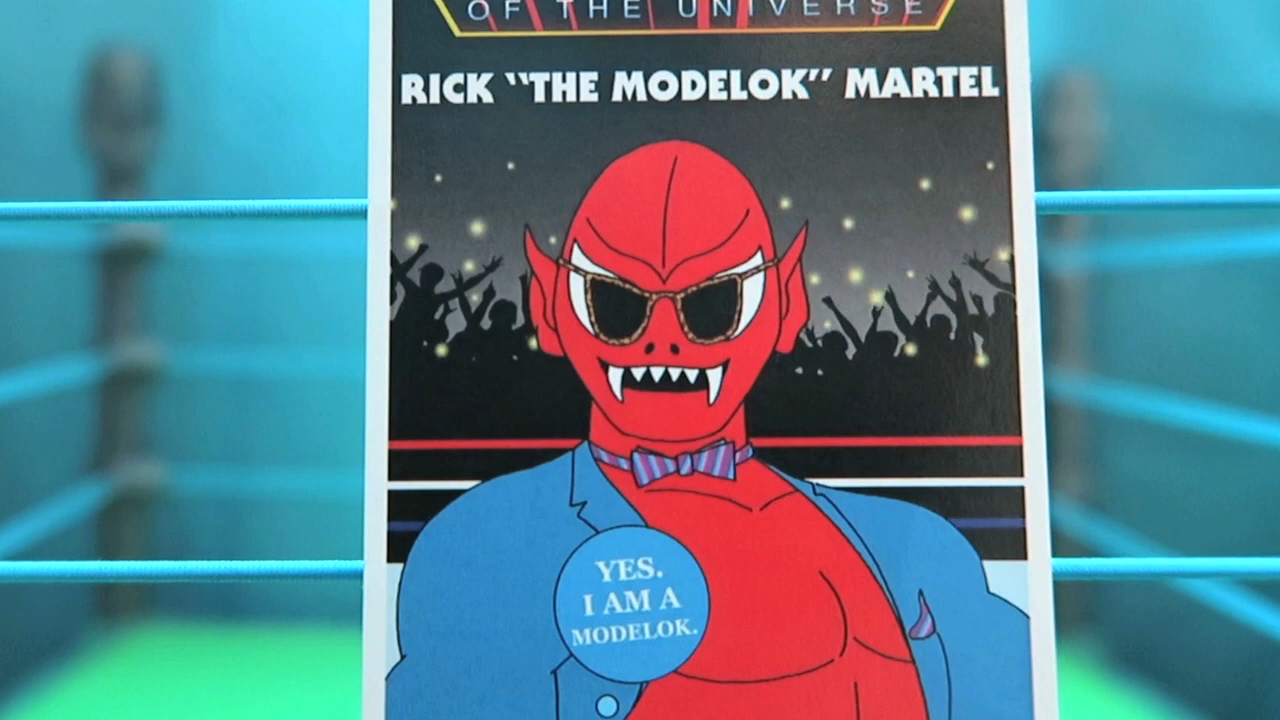 OF THE UNIVERSE
RICK "THE MODELOK" MARTEL
YES.
I AM A
MODELOK.